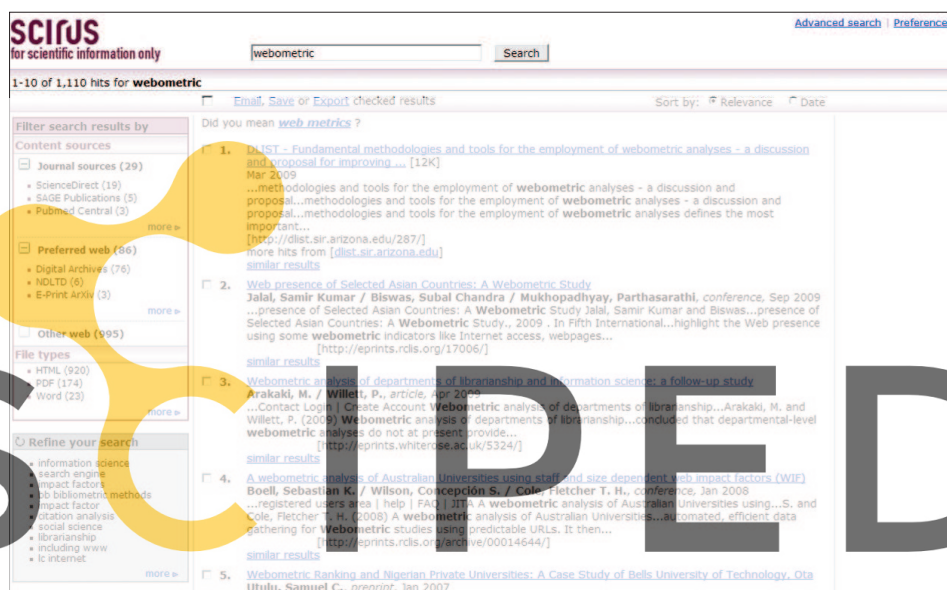 scirus
for scientific information only
Advanced search | Preference
webometric
Search
1-10 of 1,110 hits for webometric
Email, Save or Export checked results
Sort by: Relevance Date
Filter search results by
Content sources
Journal sources (29)
ScienceDirect (19)
SAGE Publications (5)
Pubmed Central (3)
more
Preferred web (86)
Digital Archives (76)
NDLTD (6)
E-Print ArXiv (3)
more
Other web (995)
File types
HTML (920)
PDF (174)
Word (23)
more
Refine your search
information science
search engine
impact factors
bb bibliometric methods
impact factor
citation analysis
social science
librarianship
including www
lc internet
more
Did you mean web metrics ?
1. DLIST - Fundamental methodologies and tools for the employment of webometric analyses - a discussion
and proposal for improving ... [12K]
Mar 2009
...methodologies and tools for the employment of webometric analyses - a discussion and
proposal...methodologies and tools for the employment of webometric analyses - a discussion and
proposal...methodologies and tools for the employment of webometric analyses defines the most
important...
[http://dlist.sir.arizona.edu/287/]
more hits from [dlist.sir.arizona.edu]
similar results
2. Web presence of Selected Asian Countries: A Webometric Study
Jalal, Samir Kumar / Biswas, Subal Chandra / Mukhopadhyay, Parthasarathi, conference, Sep 2009
...presence of Selected Asian Countries: A Webometric Study Jalal, Samir Kumar and Biswas...presence of
Selected Asian Countries: A Webometric Study., 2009 . In Fifth International...highlight the Web presence
using some webometric indicators like Internet access, webpages...
[http://eprints.rclis.org/17006/]
similar results
3. Webometric analysis of departments of librarianship and information science: a follow-up study
Arakaki, M. / Willett, P., article, Apr 2009
...Contact Login | Create Account Webometric analysis of departments of librarianship...Arakaki, M. and
Willett, P. (2009) Webometric analysis of departments of librarianship...concluded that departmental-level
webometric analyses do not at present provide...
[http://eprints.whiterose.ac.uk/5324/]
similar results
4. A webometric analysis of Australian Universities using staff and size dependent web impact factors (WIF)
Boell, Sebastian K. / Wilson, Concepción S. / Cole, Fletcher T. H., conference, Jan 2008
...registered users area | help | FAQ | JITA A webometric analysis of Australian Universities using...S. and
Cole, Fletcher T. H. (2008) A webometric analysis of Australian Universities...automated, efficient data
gathering for Webometric studies using predictable URLs. It then...
[http://eprints.rclis.org/archive/00014644/]
similar results
5. Webometric Ranking and Nigerian Private Universities: A Case Study of Bells University of Technology, Ota
Utulu, Samuel C., preprint, Jan 2007
SCIPED